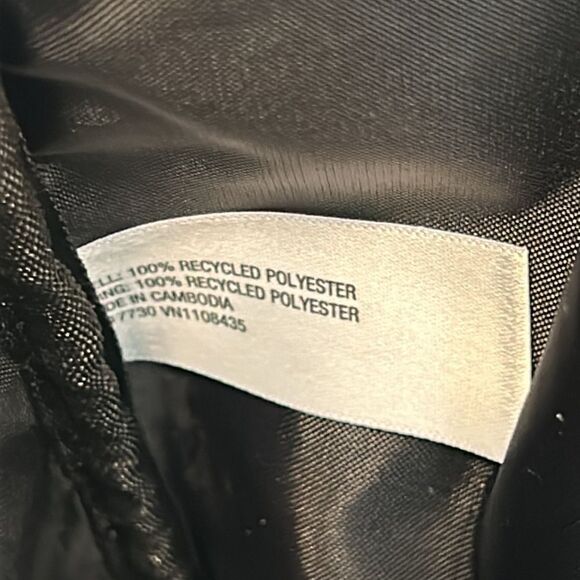 LL: 100% RECYCLED POLYESTER
ING: 100% RECYCLED POLYESTER
DE IN CAMBODIA
7730 VN1108435